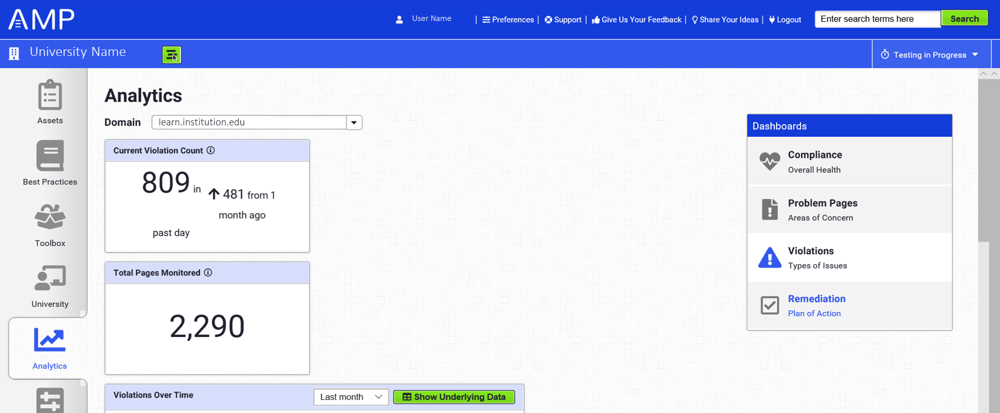 AMP
User Name | Preferences | Support | Give Us Your Feedback | Share Your Ideas | Logout
Enter search terms here
Search
University Name
Testing in Progress
Assets
Best Practices
Toolbox
University
Analytics
Analytics
Domain
learn.institution.edu
Current Violation Count
809 in
past day
481 from 1
month ago
Total Pages Monitored
2,290
Violations Over Time
Last month
Show Underlying Data
Dashboards
Compliance
Overall Health
Problem Pages
Areas of Concern
Violations
Types of Issues
Remediation
Plan of Action